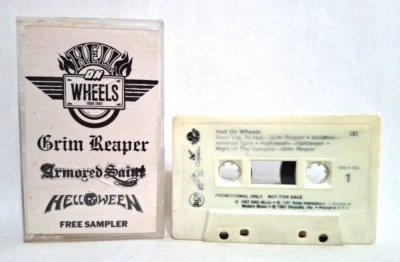 HELL
ON
WHEELS
TOUR 1987
Grim Reaper
Armored Saint
HELLOWEEN
FREE SAMPLER
Hell On Wheels
Rock You To Hell—Grim Reaper • Isolation—
Armored Saint • Halloween—Helloween •
Night Of The Vampire—Grim Reaper
1
PROMOTIONAL ONLY NOT FOR SALE